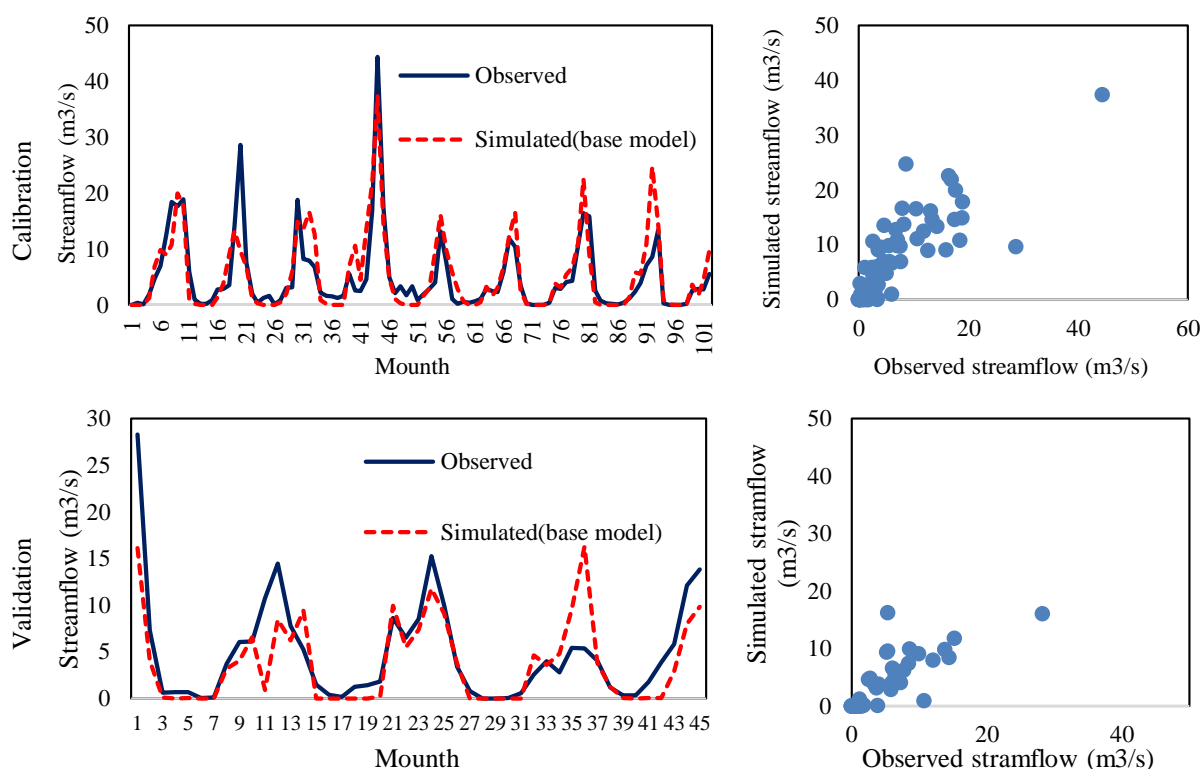 Calibration
Streamflow (m3/s)
50
40
30
20
10
0
Observed
Simulated(base model)
1 6 11 16 21 26 31 36 41 46 51 56 61 66 71 76 81 86 91 96 101
Mounth
Simulated streamflow (m3/s)
50
40
30
20
10
0
0 20 40 60
Observed streamflow (m3/s)
Validation
Streamflow (m3/s)
30
25
20
15
10
5
0
Observed
Simulated(base model)
1 3 5 7 9 11 13 15 17 19 21 23 25 27 29 31 33 35 37 39 41 43 45
Mounth
Simulated stramflow
(m3/s)
50
40
30
20
10
0
0 20 40
Observed stramflow (m3/s)